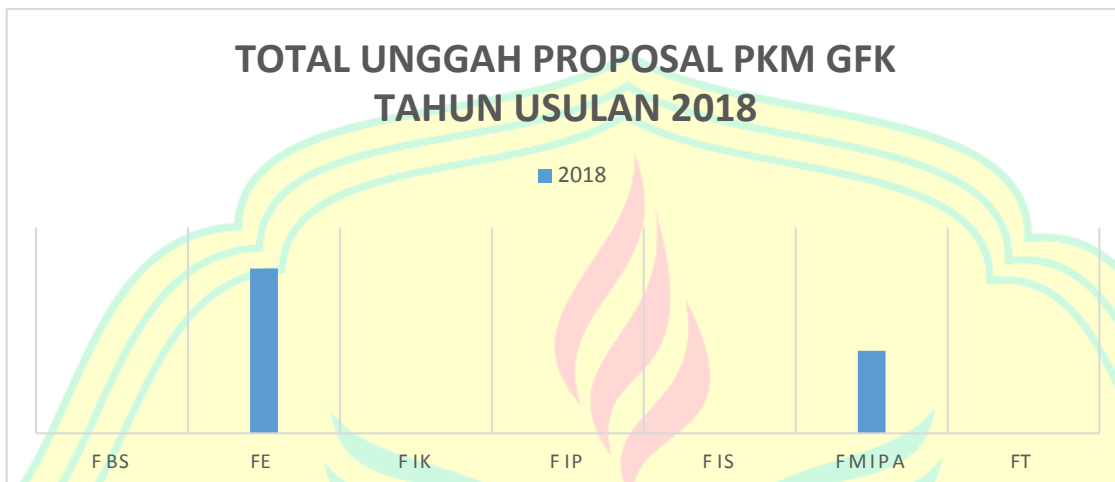 TOTAL UNGGAH PROPOSAL PKM GFK
TAHUN USULAN 2018
2018
FBS FE FIK FIP FIS FMIPA FT